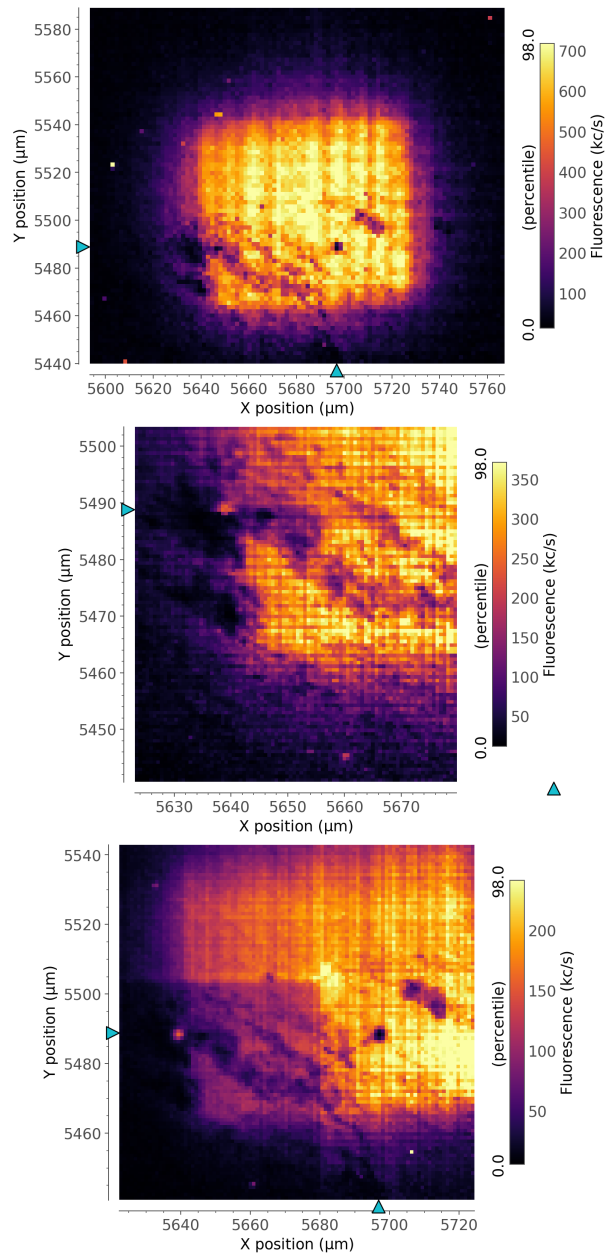 5580
5560
5540
5520
5500
5480
5460
5440
Y position (µm)
5600 5620 5640 5660 5680 5700 5720 5740 5760
X position (µm)
98.0
(percentile)
0.0
700
600
500
400
300
200
100
Fluorescence (kc/s)
5500
5490
5480
5470
5460
5450
Y position (µm)
5630 5640 5650 5660 5670
X position (µm)
98.0
(percentile)
0.0
350
300
250
200
150
100
50
Fluorescence (kc/s)
5540
5520
5500
5480
5460
Y position (µm)
5640 5660 5680 5700 5720
X position (µm)
98.0
(percentile)
0.0
200
150
100
50
Fluorescence (kc/s)